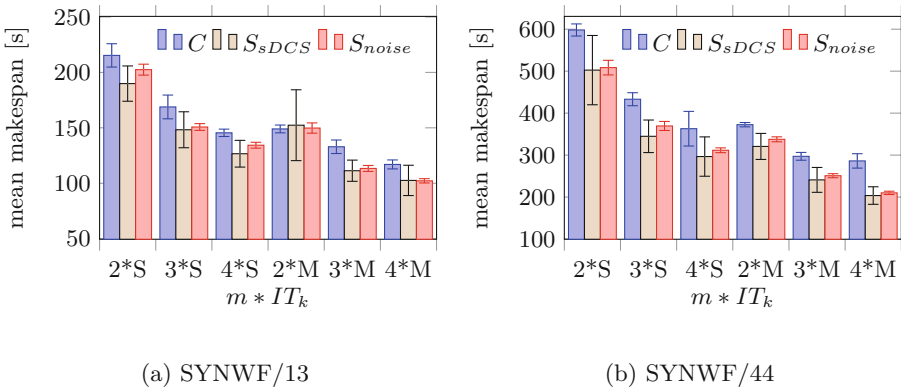 mean makespan [s]
250
200
150
100
50
C S_sDCS S_noise
2*S 3*S 4*S 2*M 3*M 4*M
m ∗ IT_k
(a) SYNWF/13
mean makespan [s]
600
500
400
300
200
100
C S_sDCS S_noise
2*S 3*S 4*S 2*M 3*M 4*M
m ∗ IT_k
(b) SYNWF/44